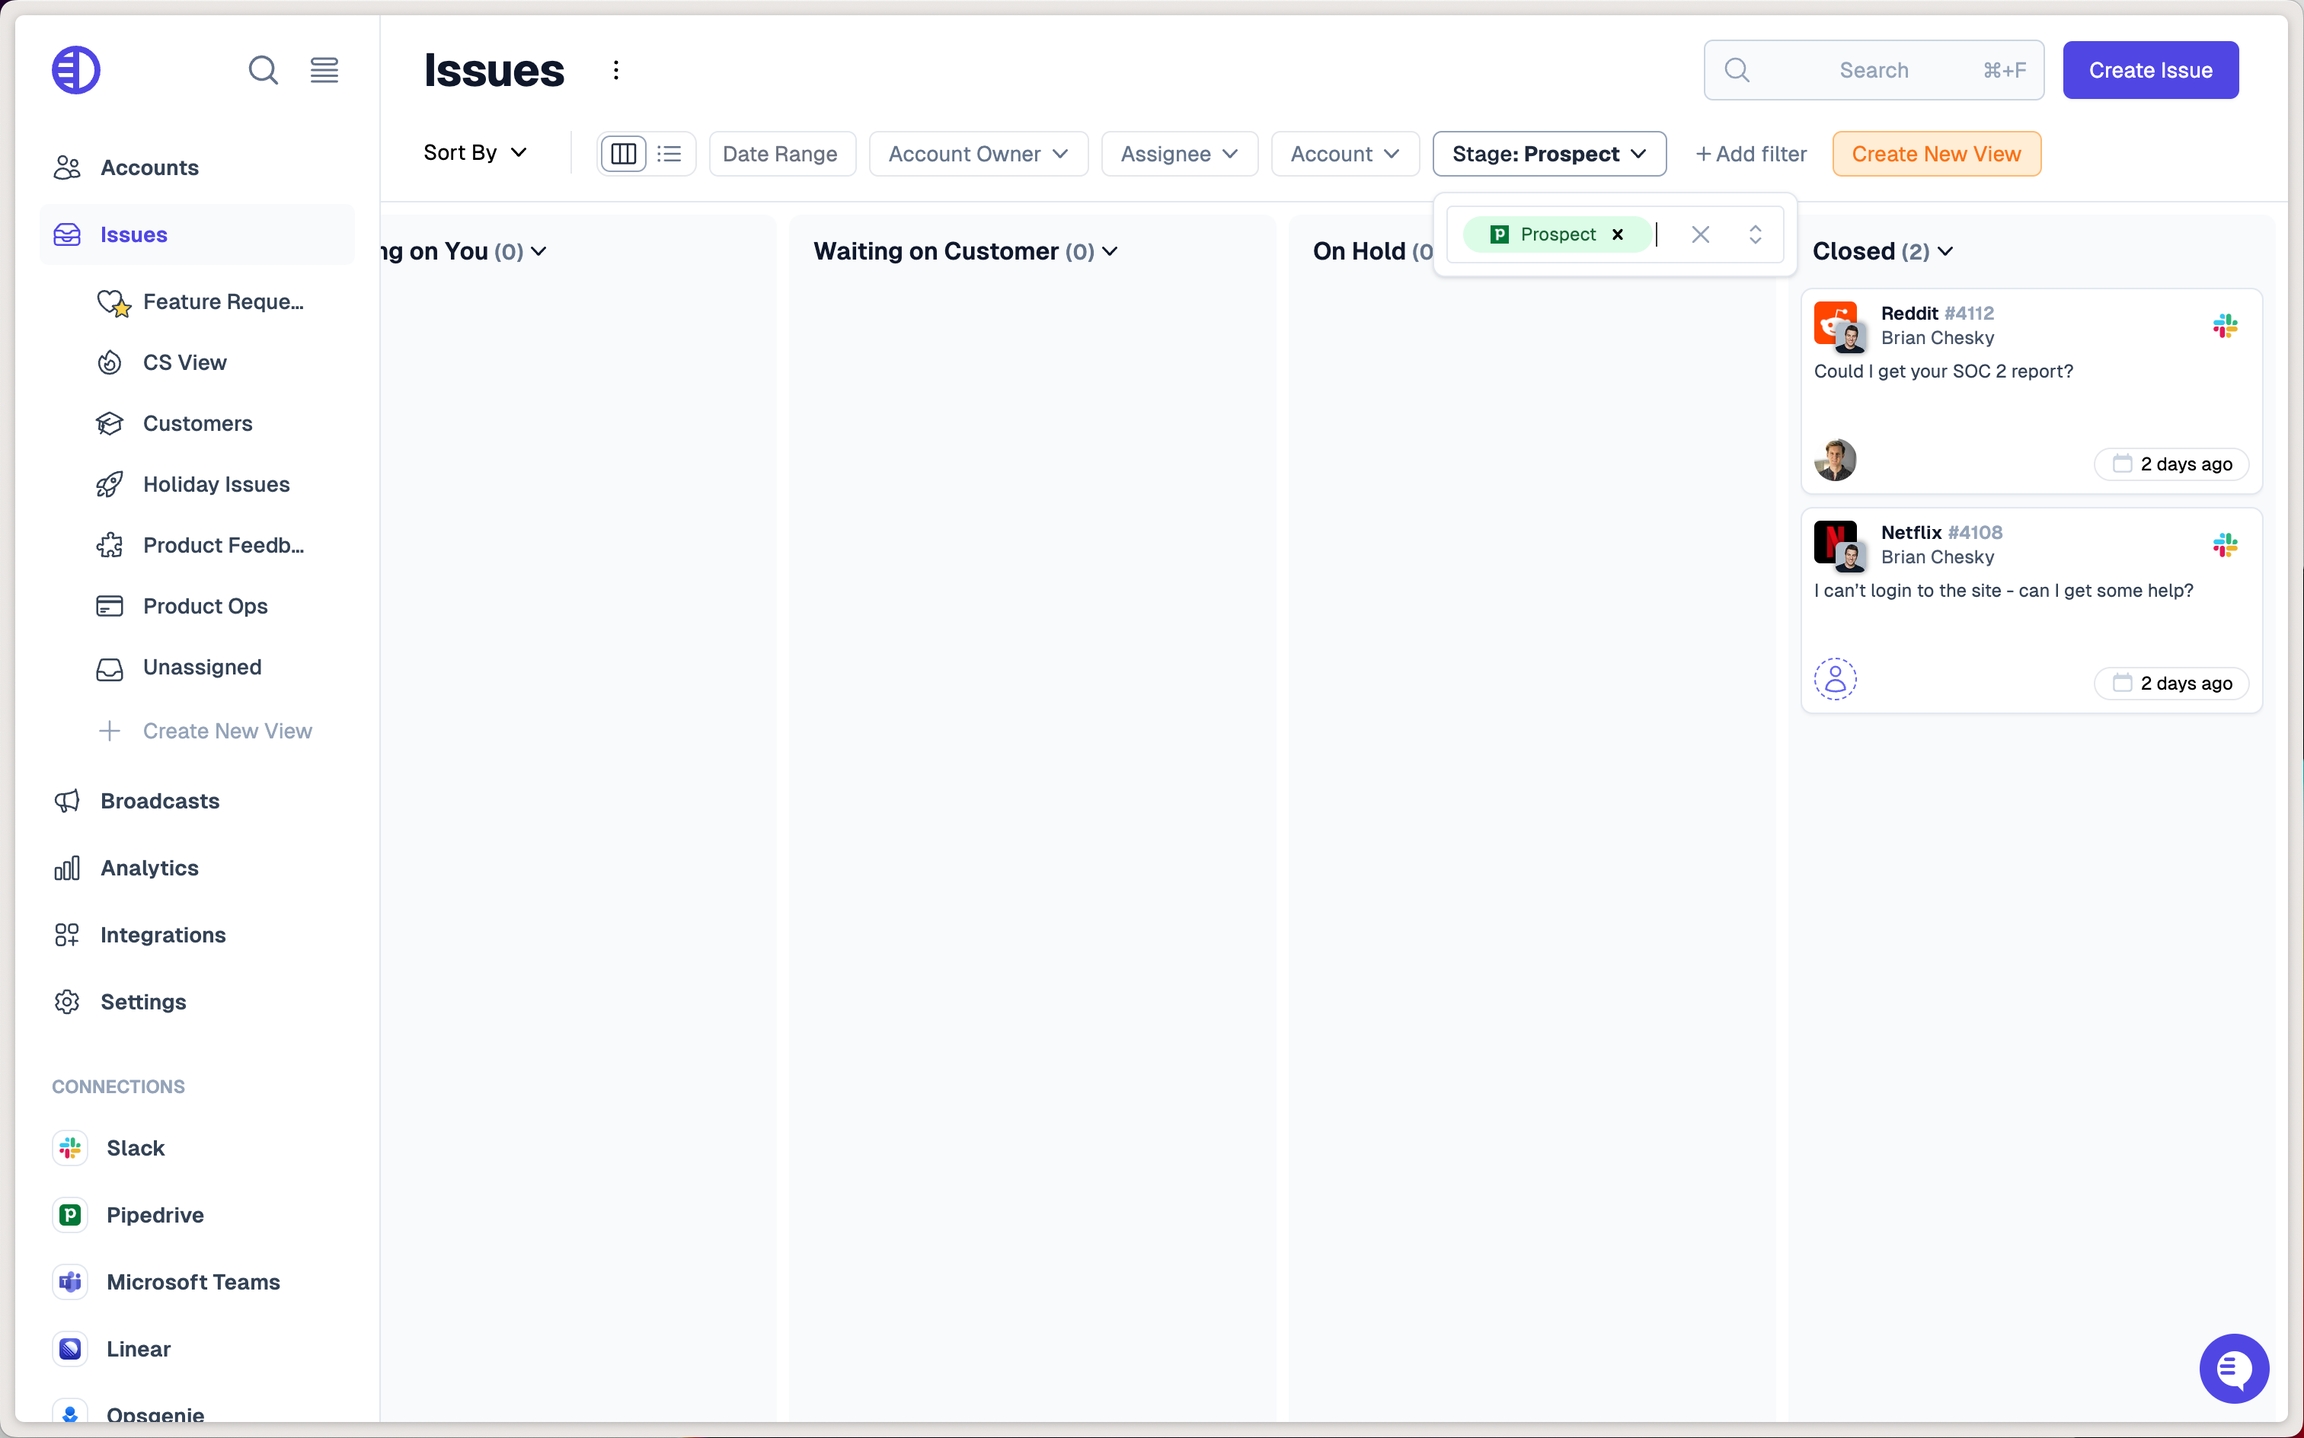 Issues
Search ⌘+F
Create Issue
Sort By
Date Range
Account Owner
Assignee
Account
Stage: Prospect
+ Add filter
Create New View
Accounts
Issues
Feature Reque...
CS View
Customers
Holiday Issues
Product Feedb...
Product Ops
Unassigned
Create New View
Broadcasts
Analytics
Integrations
Settings
CONNECTIONS
Slack
Pipedrive
Microsoft Teams
Linear
Opsgenie
ng on You (0)
Waiting on Customer (0)
On Hold (0
Prospect
Closed (2)
Reddit #4112
Brian Chesky
Could I get your SOC 2 report?
2 days ago
Netflix #4108
Brian Chesky
I can't login to the site - can I get some help?
2 days ago